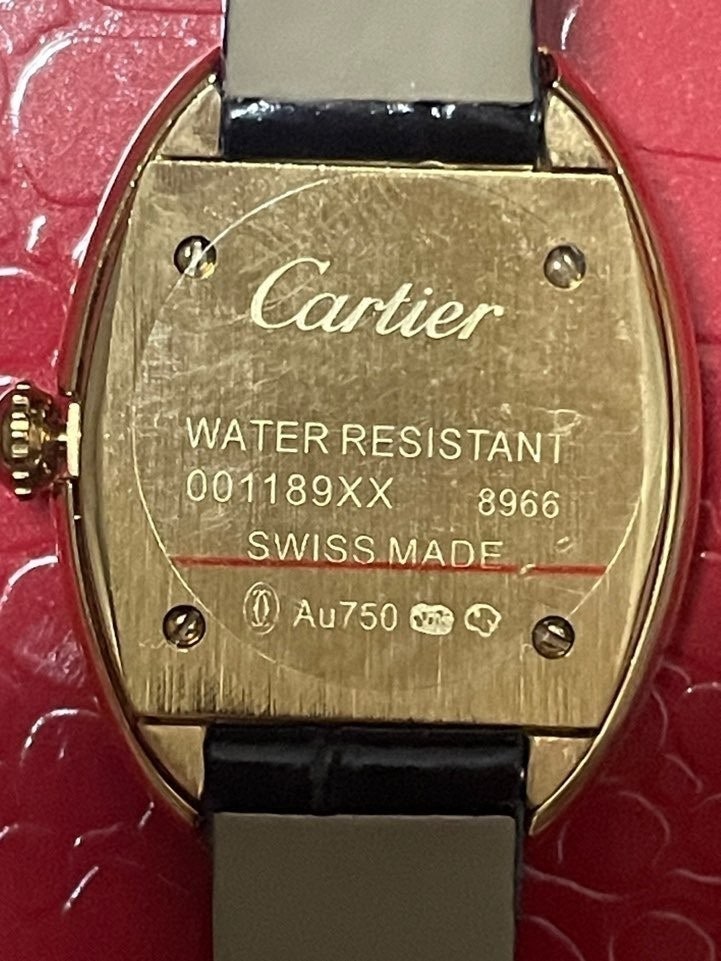 Cartier
WATER RESISTANT
001189XX 8966
SWISS MADE
Au750